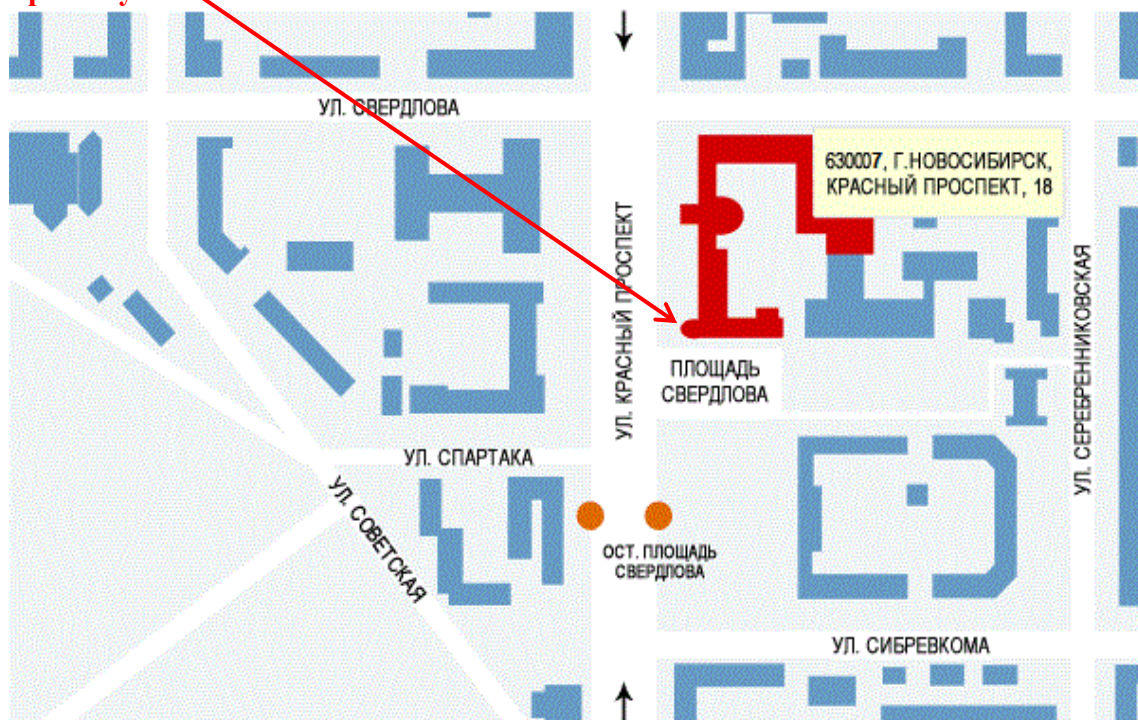 УЛ. СВЕРДЛОВА
630007, Г.НОВОСИБИРСК,
КРАСНЫЙ ПРОСПЕКТ, 18
УЛ. КРАСНЫЙ ПРОСПЕКТ
УЛ. СЕРЕБРЕННИКОВСКАЯ
ПЛОЩАДЬ
СВЕРДЛОВА
УЛ. СПАРТАКА
УЛ. СОВЕТСКАЯ
ОСТ. ПЛОЩАДЬ
СВЕРДЛОВА
УЛ. СИБРЕВКОМА